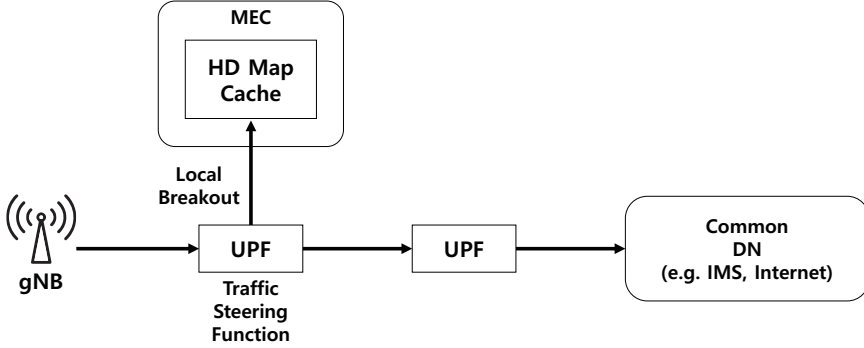 MEC
HD Map
Cache
Local
Breakout
gNB
UPF
Traffic
Steering
Function
UPF
Common
DN
(e.g. IMS, Internet)